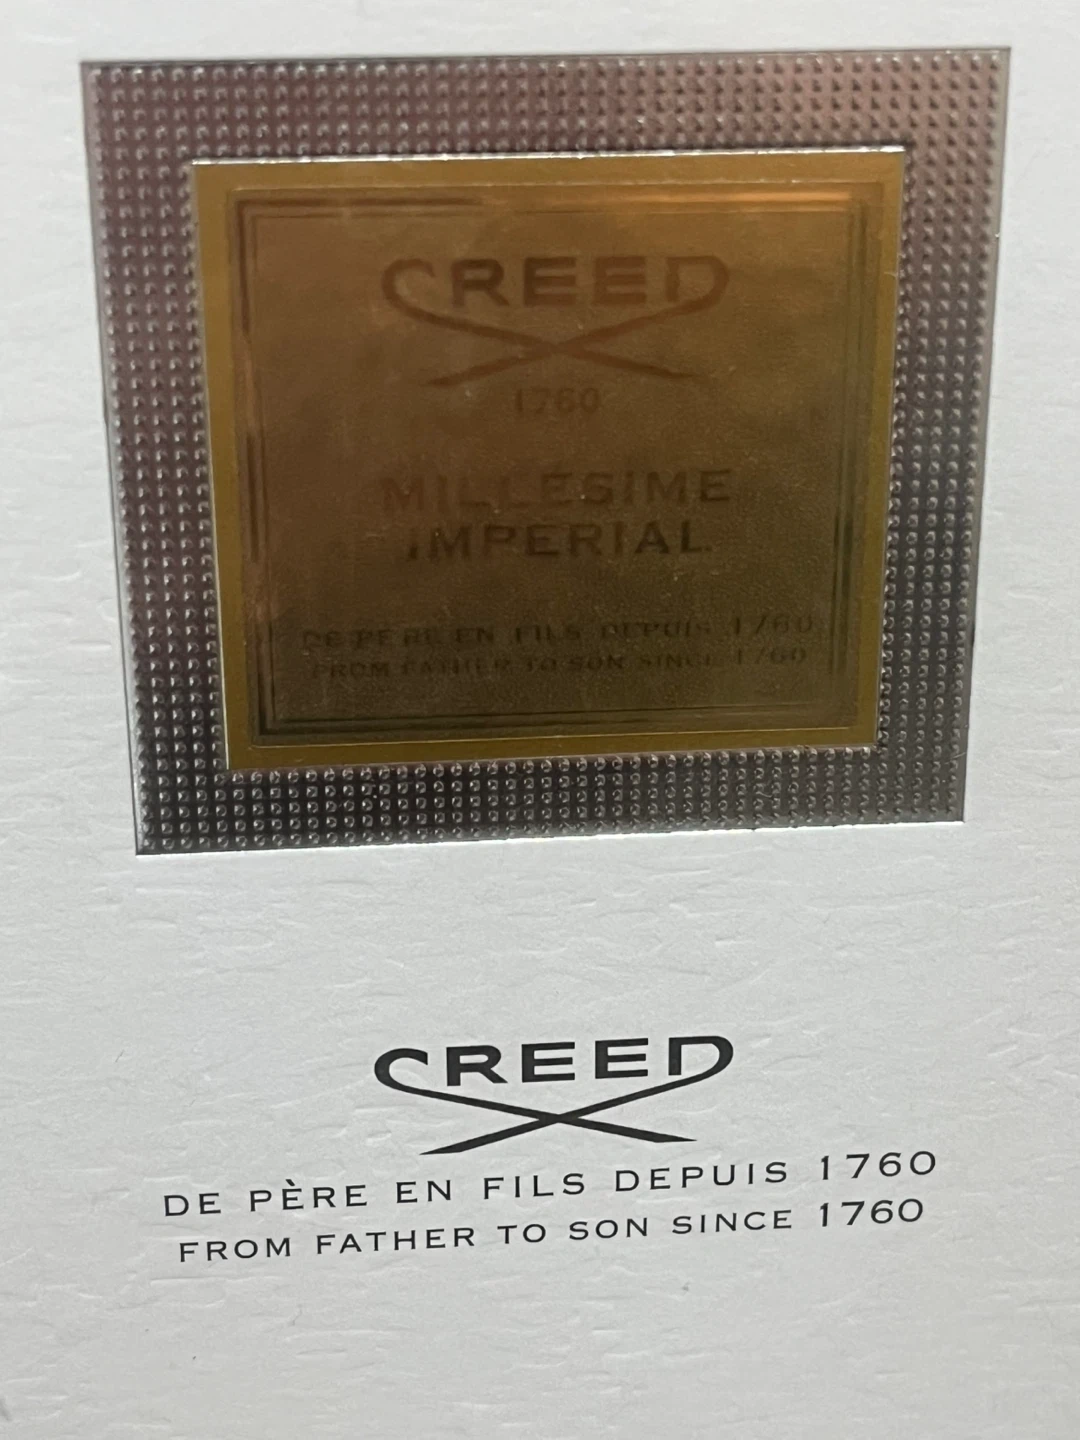 CREED
1760
MILLESIME
IMPERIAL
DE PERE EN FILS DEPUIS 1760
FROM FATHER TO SON SINCE 1760
CREED
DE PÈRE EN FILS DEPUIS 1760
FROM FATHER TO SON SINCE 1760